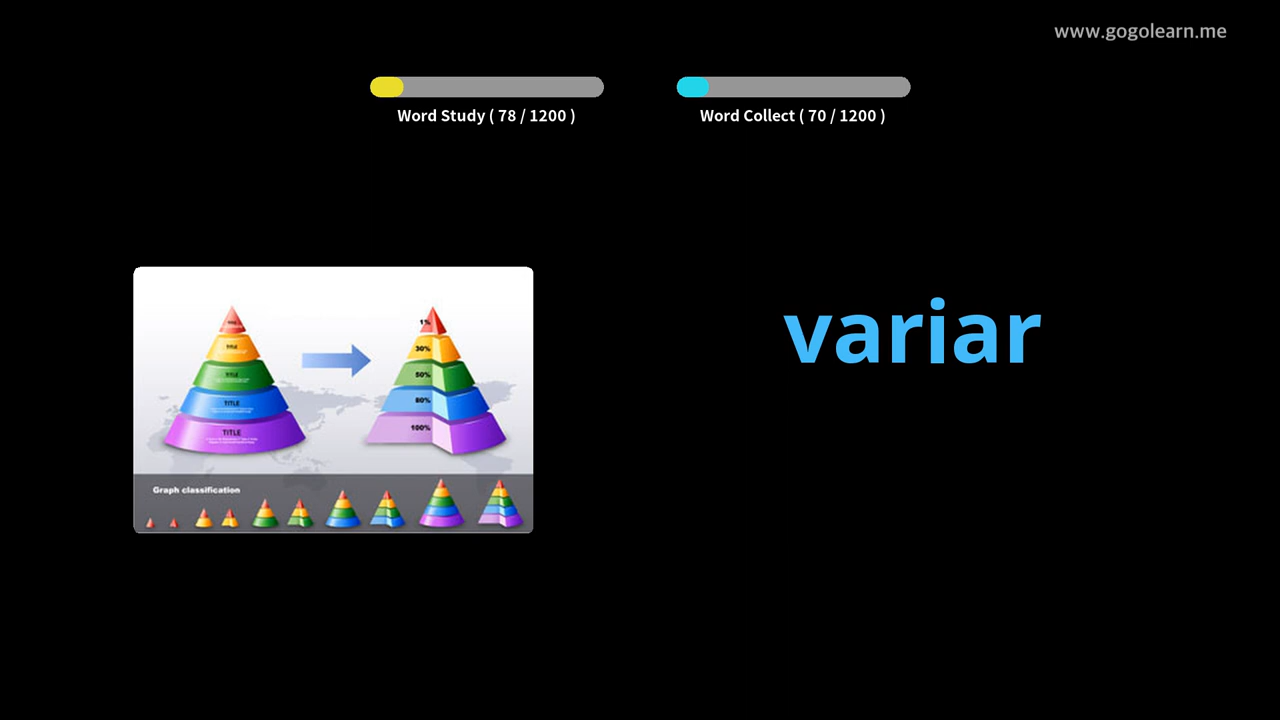 www.gogolearn.me
Word Study ( 78 / 1200 )
Word Collect ( 70 / 1200 )
variar
TITLE
TITLE
TITLE
TITLE
1%
30%
50%
80%
100%
Graph classification